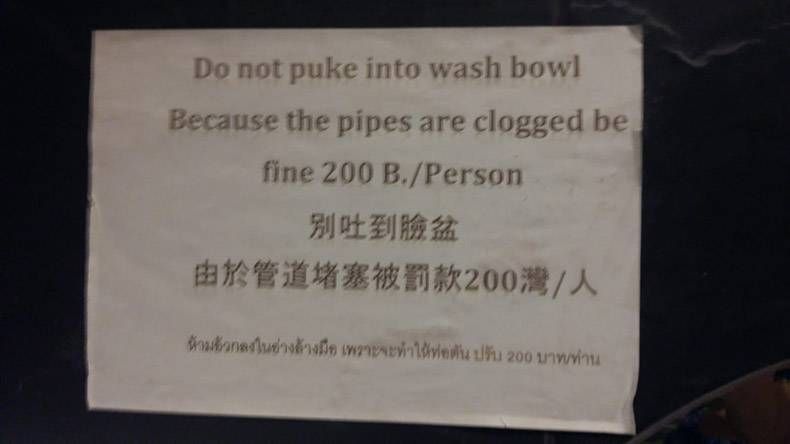 Do not puke into wash bowl
Because the pipes are clogged be
fine 200 B./Person
別吐到臉盆
由於管道堵塞被罰款200灣/人
ห้ามอ้วกลงในอ่างล้างมือ เพราะจะทำให้ท่อตัน ปรับ 200 บาท/ท่าน